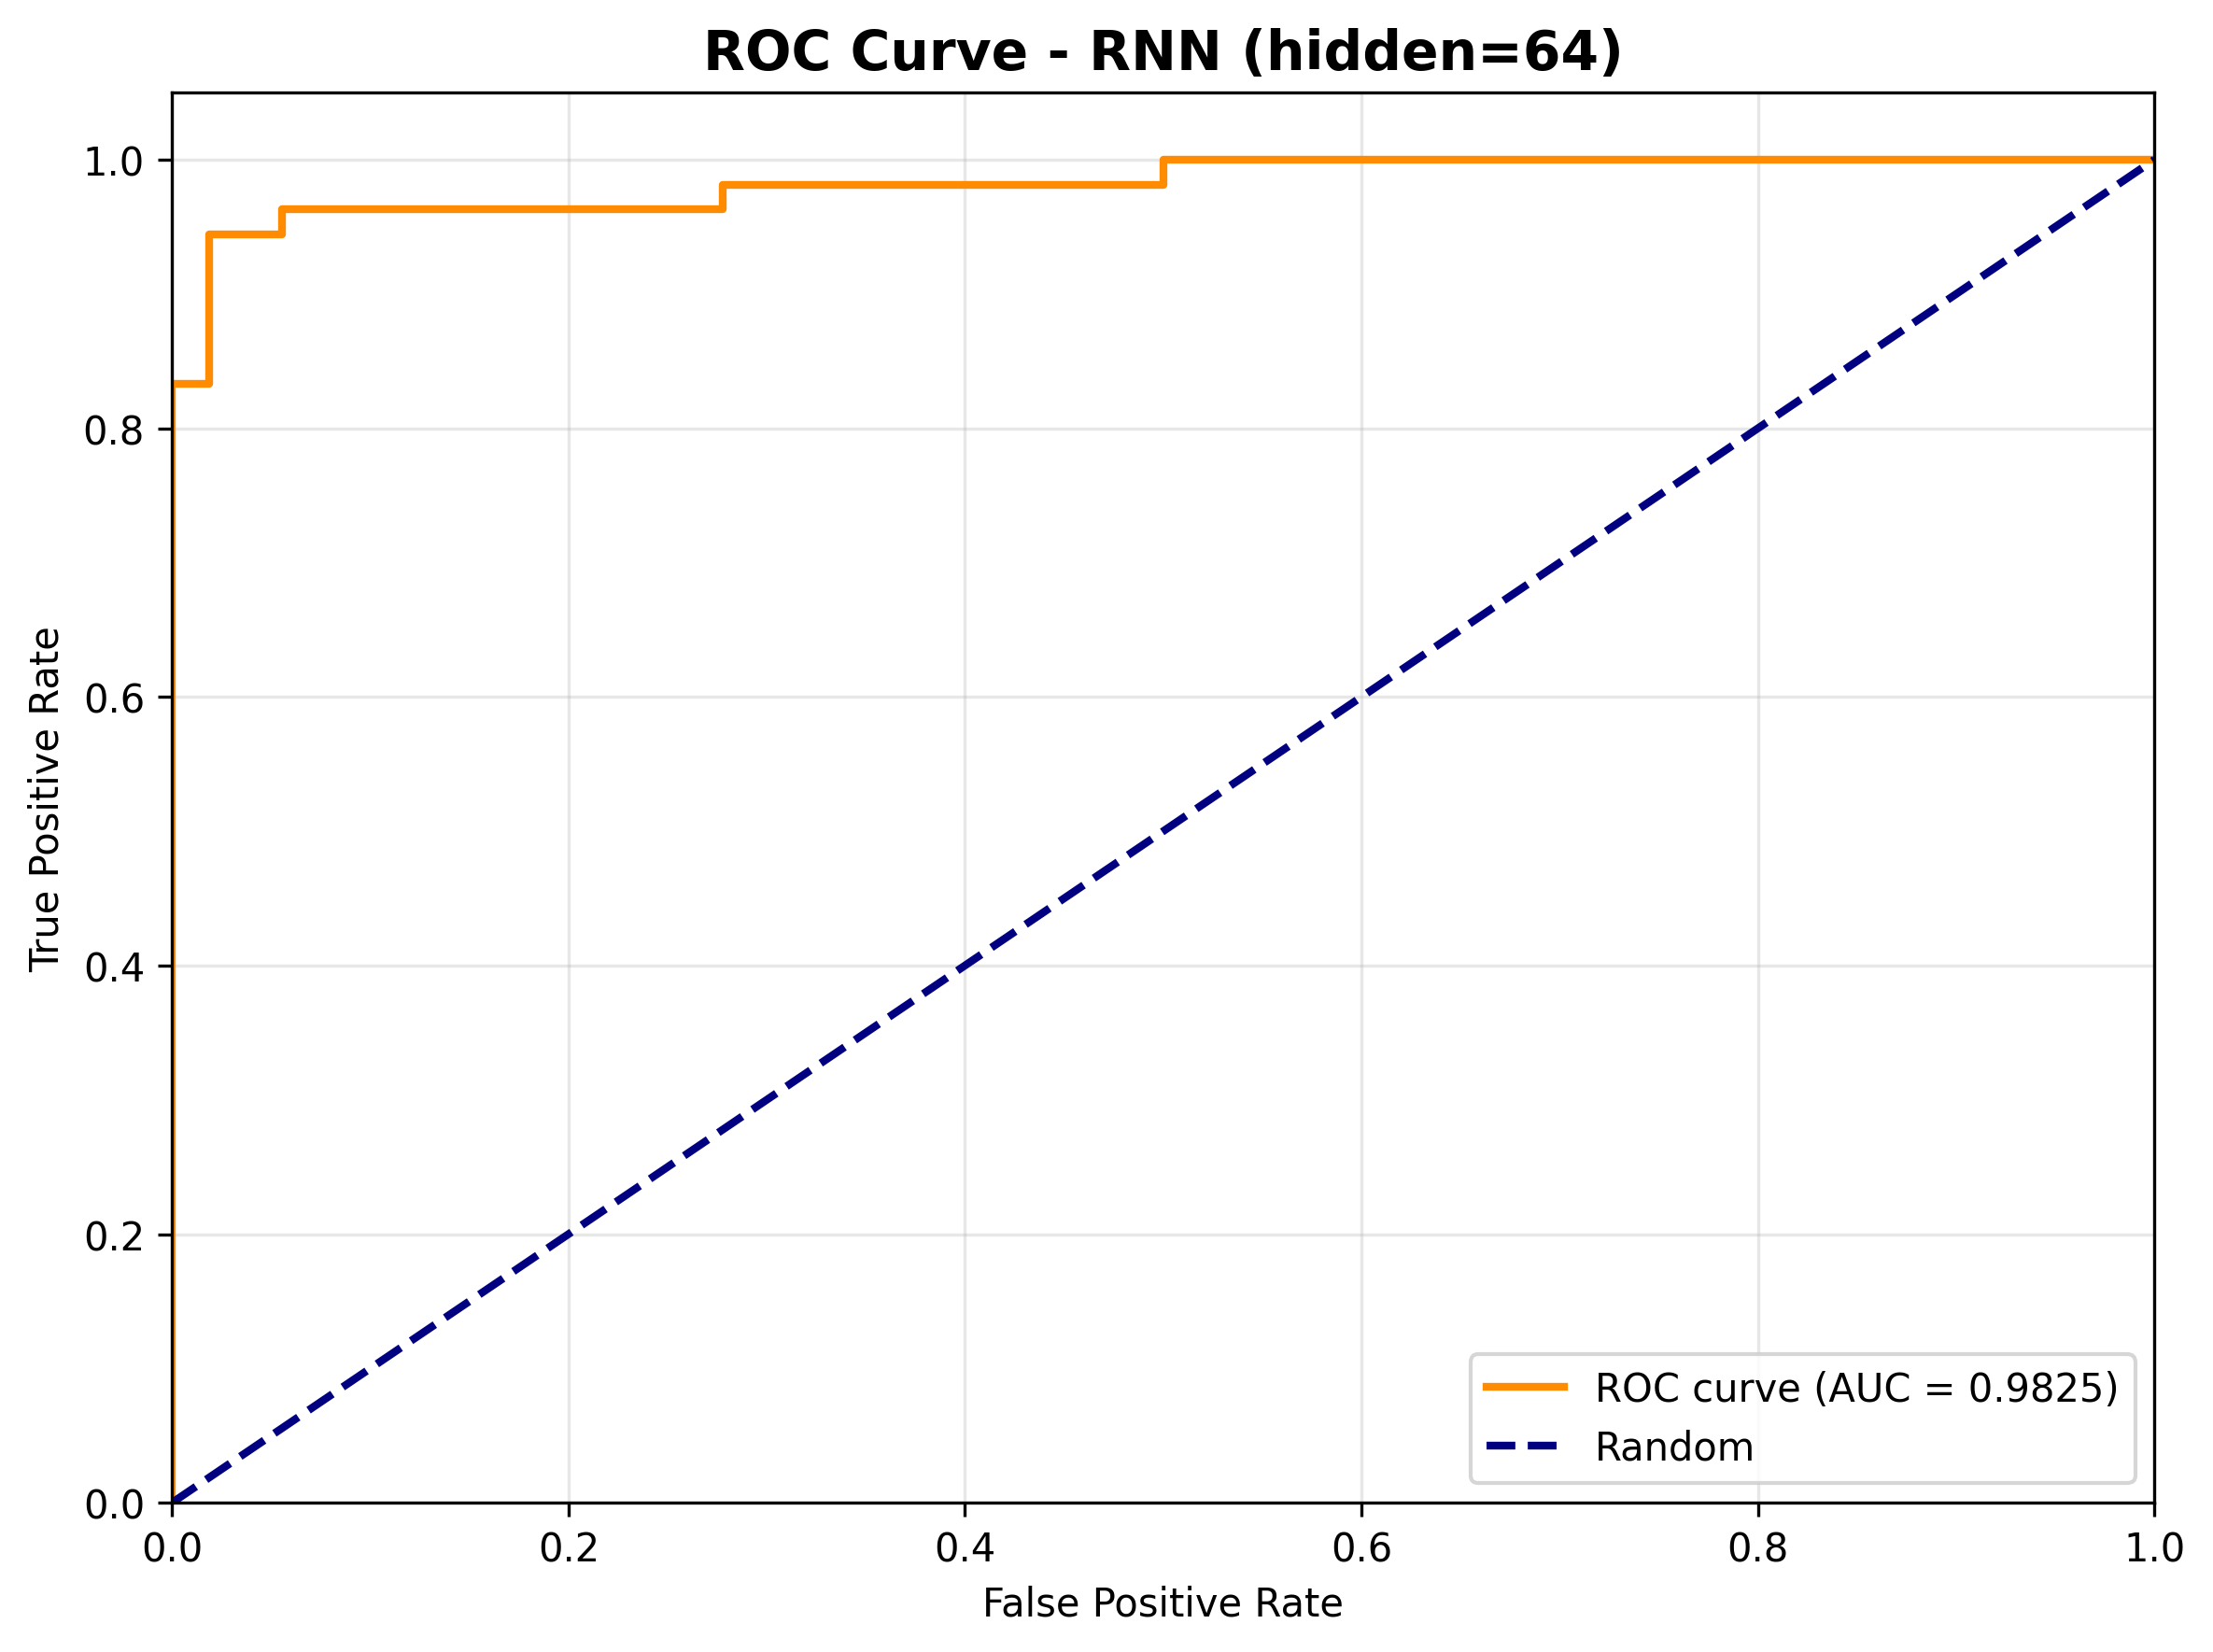 ROC Curve - RNN (hidden=64)
1.0
0.8
0.6
0.4
0.2
0.0
True Positive Rate
0.0 0.2 0.4 0.6 0.8 1.0
False Positive Rate
ROC curve (AUC = 0.9825)
Random